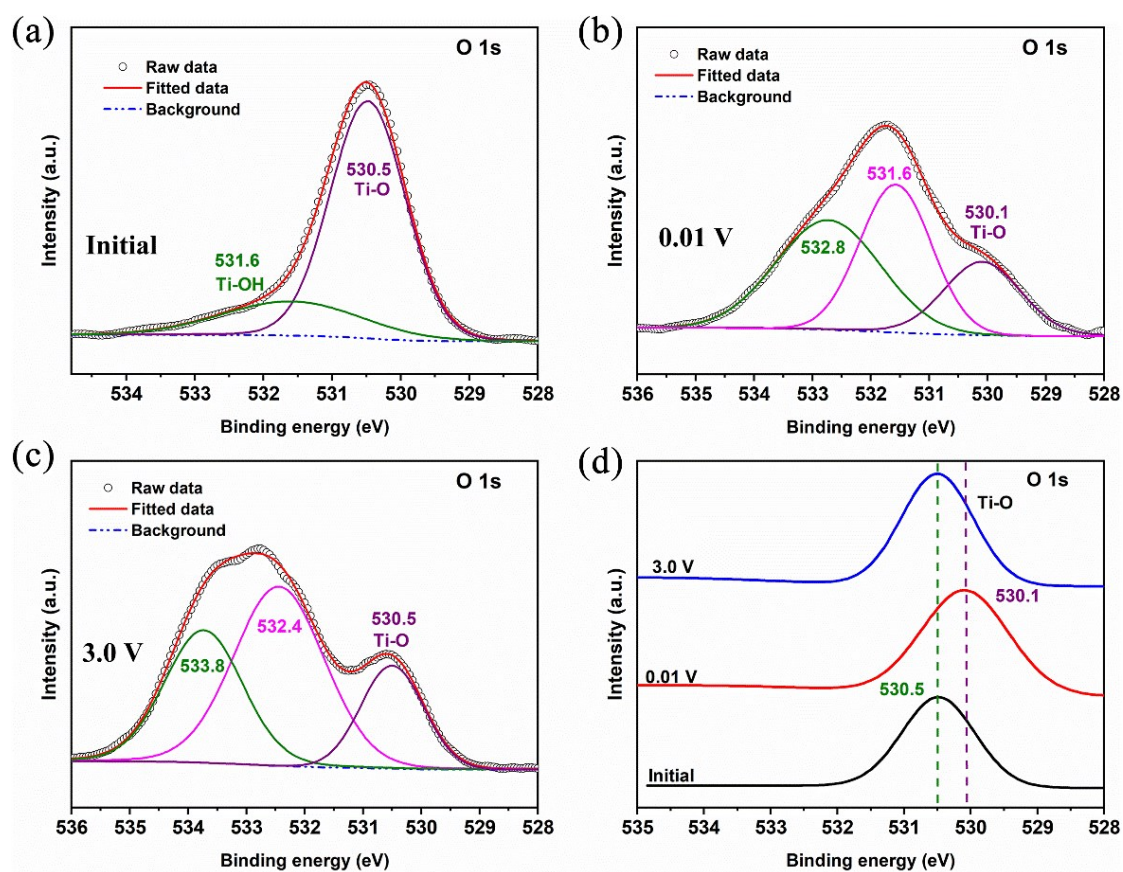 (a)
O 1s
Raw data
Fitted data
Background
530.5
Ti-O
Initial
531.6
Ti-OH
Intensity (a.u.)
534 533 532 531 530 529 528
Binding energy (eV)
(b)
O 1s
Raw data
Fitted data
Background
531.6
530.1
Ti-O
532.8
0.01 V
Intensity (a.u.)
536 535 534 533 532 531 530 529 528
Binding energy (eV)
(c)
O 1s
Raw data
Fitted data
Background
530.5
Ti-O
532.4
533.8
3.0 V
Intensity (a.u.)
536 535 534 533 532 531 530 529 528
Binding energy (eV)
(d)
O 1s
Ti-O
3.0 V
530.1
0.01 V
530.5
Initial
Intensity (a.u.)
535 534 533 532 531 530 529 528
Binding energy (eV)